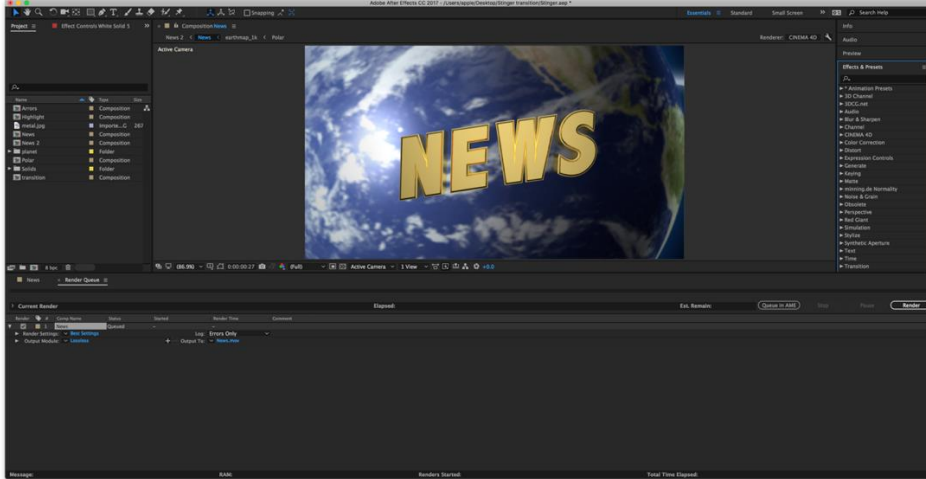 Adobe After Effects CC 2017 - /Users/apple/Desktop/Stinger transition/Stinger.aep *
Snapping
Essentials
Standard
Small Screen
Search Help
Project
Effect Controls White Solid 5
Composition News
Info
News 2
News
earthmap_1k
Polar
Renderer: CINEMA 4D
Audio
Active Camera
Preview
Effects & Presets
* Animation Presets
3D Channel
3DCG.net
Audio
Blur & Sharpen
Channel
CINEMA 4D
Color Correction
Distort
Expression Controls
Generate
Keying
Matte
minning.de Normality
Noise & Grain
Obsolete
Perspective
Red Giant
Simulation
Stylize
Synthetic Aperture
Text
Time
Transition
Name Type Size
Arrors Composition
Highlight Composition
metal.jpg Importe...G 267
News Composition
News 2 Composition
planet Folder
Polar Composition
Solids Folder
transition Composition
NEWS
8 bpc
(86.9%) 0:00:00:27 (Full) Active Camera 1 View +0.0
News Render Queue
Current Render Elapsed: Est. Remain: Queue in AME Stop Pause Render
Render # Comp Name Status Started Render Time Comment
1 News Queued - -
Render Settings: Best Settings Log: Errors Only
Output Module: Lossless Output To: News.mov
Message: RAM: Renders Started: Total Time Elapsed: